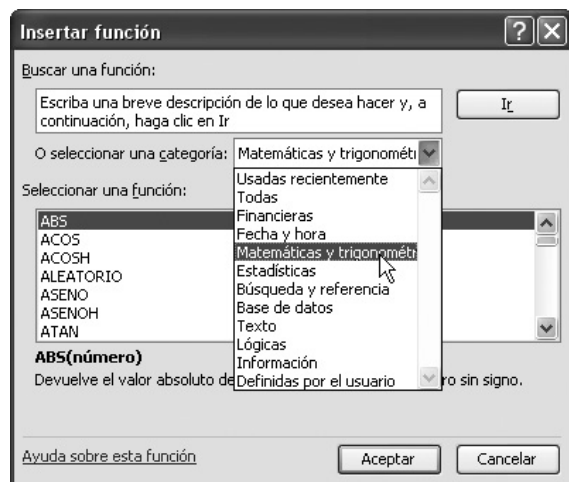 Insertar función
Buscar una función:
Escriba una breve descripción de lo que desea hacer y, a
continuación, haga clic en Ir
Ir
O seleccionar una categoría: Matemáticas y trigonométi
Usadas recientemente
Todas
Financieras
Fecha y hora
Matemáticas y trigonométr
Estadísticas
Búsqueda y referencia
Base de datos
Texto
Lógicas
Información
Definidas por el usuario
Seleccionar una función:
ABS
ACOS
ACOSH
ALEATORIO
ASENO
ASENOH
ATAN
ABS(número)
Devuelve el valor absoluto de ro sin signo.
Ayuda sobre esta función
Aceptar
Cancelar